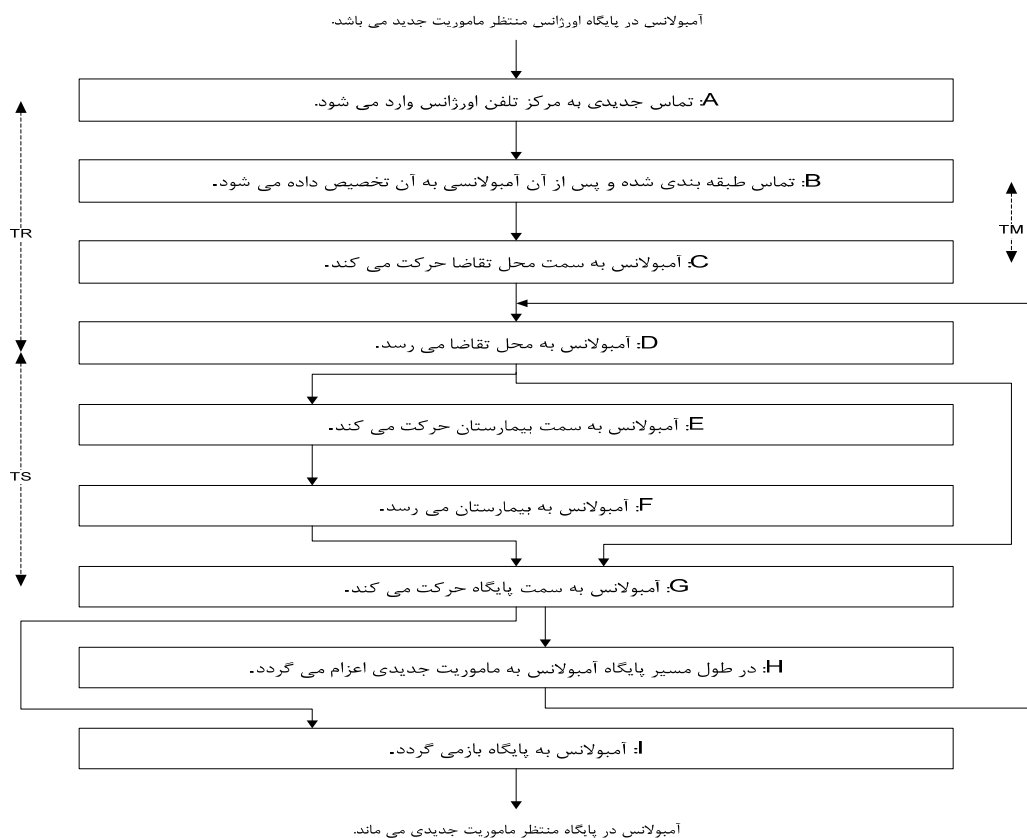 آمبولانس در پایگاه اورژانس منتظر ماموریت جدید می باشد.
A: تماس جدیدی به مرکز تلفن اورژانس وارد می شود.
B: تماس طبقه بندی شده و پس از آن آمبولانسی به آن تخصیص داده می شود.
TR
TM
C: آمبولانس به سمت محل تقاضا حرکت می کند.
D: آمبولانس به محل تقاضا می رسد.
E: آمبولانس به سمت بیمارستان حرکت می کند.
TS
F: آمبولانس به بیمارستان می رسد.
G: آمبولانس به سمت پایگاه حرکت می کند.
H: در طول مسیر پایگاه آمبولانس به ماموریت جدیدی اعزام می گردد.
I: آمبولانس به پایگاه بازمی گردد.
آمبولانس در پایگاه منتظر ماموریت جدیدی می ماند.